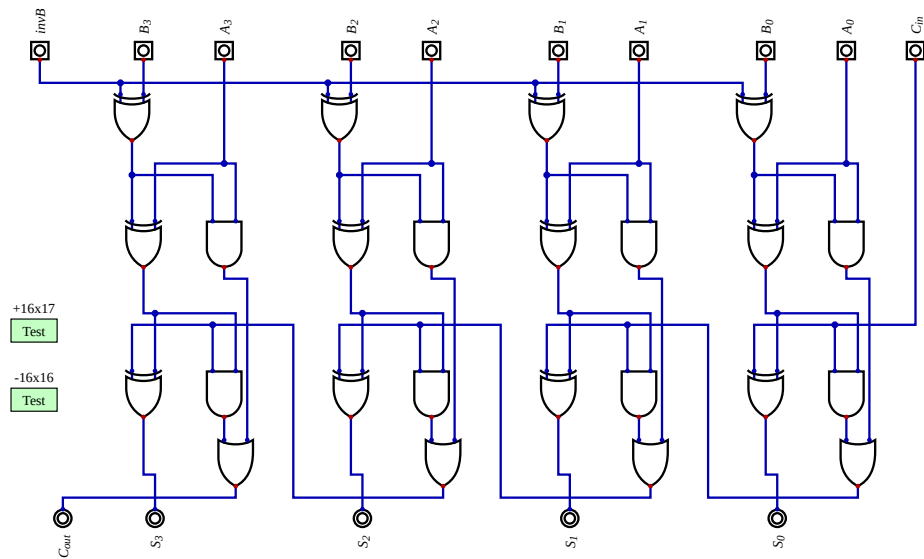 invB B₃ A₃ B₂ A₂ B₁ A₁ B₀ A₀ Cᵢₙ
+16x17
Test
-16x16
Test
Cₒᵤₜ S₃ S₂ S₁ S₀